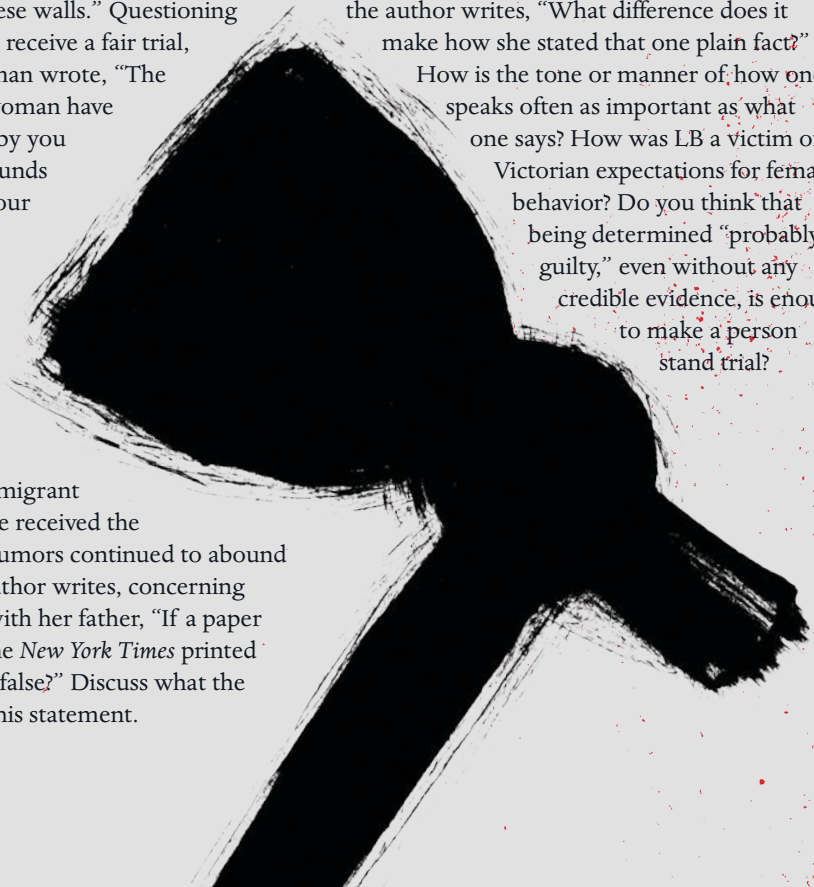 ese walls.” Questioning
receive a fair trial,
wrote, “The
woman have
by you
unds
our
migrant
e received the
umors continued to abound
thor writes, concerning
with her father, “If a paper
he New York Times printed
false?” Discuss what the
his statement.
the author writes, “What difference does it
make how she stated that one plain fact?”
How is the tone or manner of how one
speaks often as important as what
one says? How was LB a victim of
Victorian expectations for fema
behavior? Do you think that
being determined “probably
guilty,” even without any
credible evidence, is enou
to make a person
stand trial?